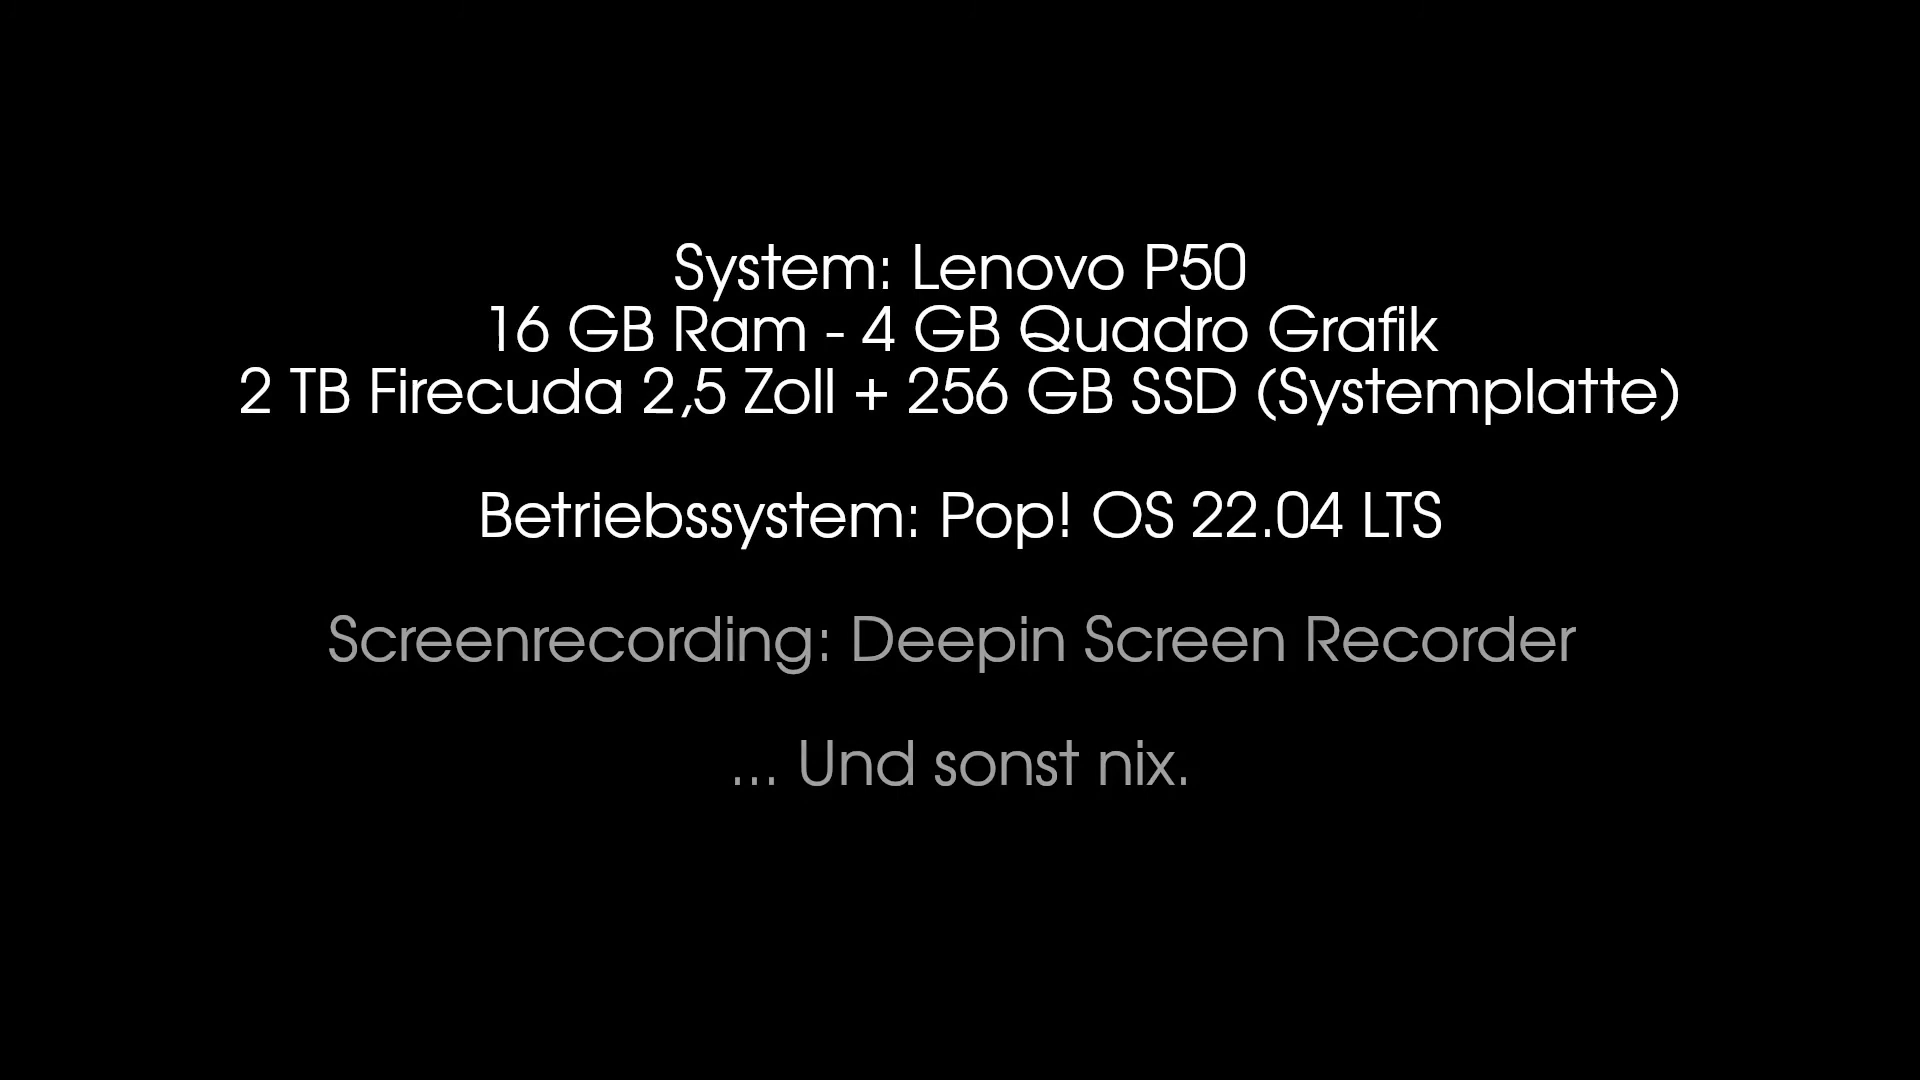 System: Lenovo P50
16 GB Ram - 4 GB Quadro Grafik
2 TB Firecuda 2,5 Zoll + 256 GB SSD (Systemplatte)
Betriebssystem: Pop! OS 22.04 LTS
Screenrecording: Deepin Screen Recorder
... Und sonst nix.